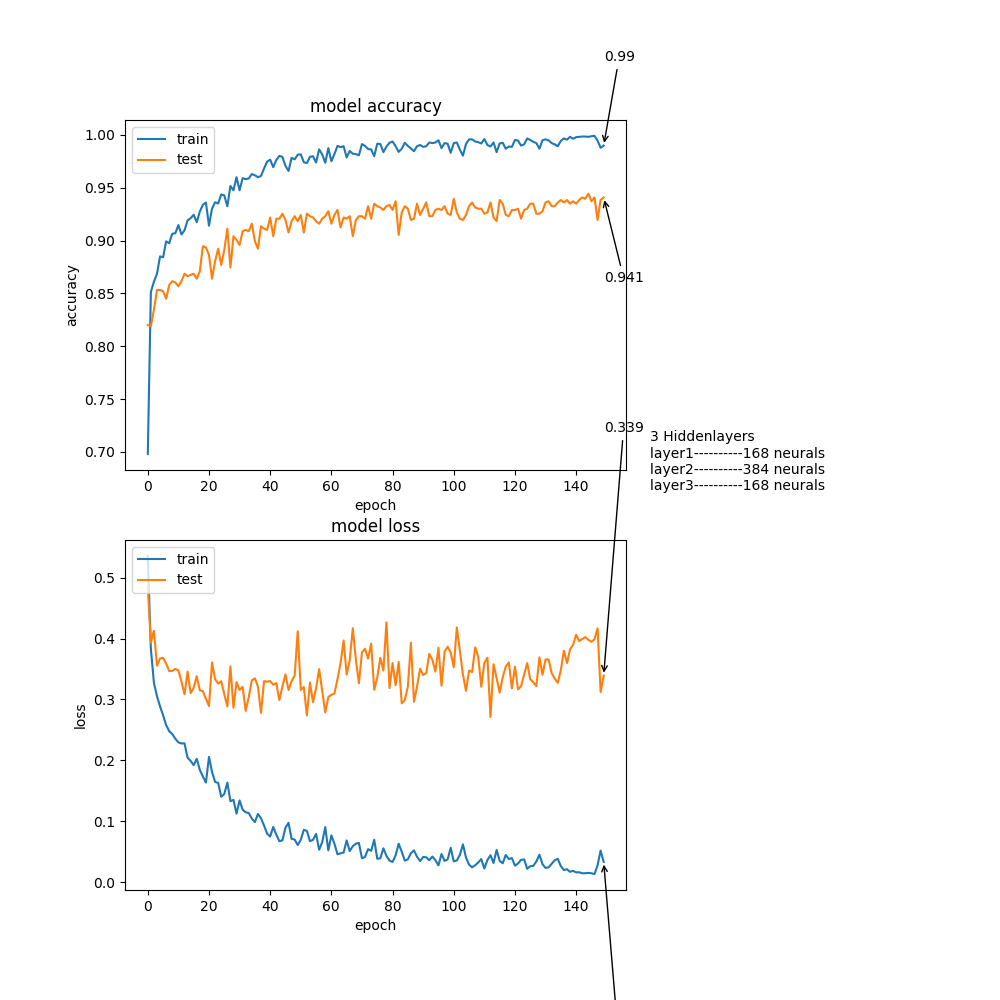 0.99
model accuracy
train
test
1.00
0.95
0.90
0.85
0.80
0.75
0.70
accuracy
0.941
0 20 40 60 80 100 120 140
epoch
0.339
3 Hiddenlayers
layer1----------168 neurals
layer2----------384 neurals
layer3----------168 neurals
model loss
train
test
0.5
0.4
0.3
0.2
0.1
0.0
loss
0 20 40 60 80 100 120 140
epoch